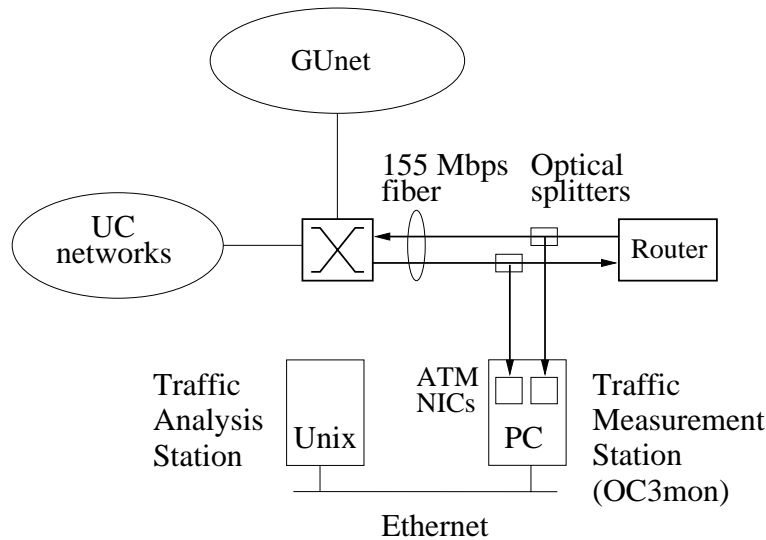 GUnet
155 Mbps
fiber
Optical
splitters
UC
networks
Router
Traffic
Analysis
Station
Unix
ATM
NICs
PC
Traffic
Measurement
Station
(OC3mon)
Ethernet